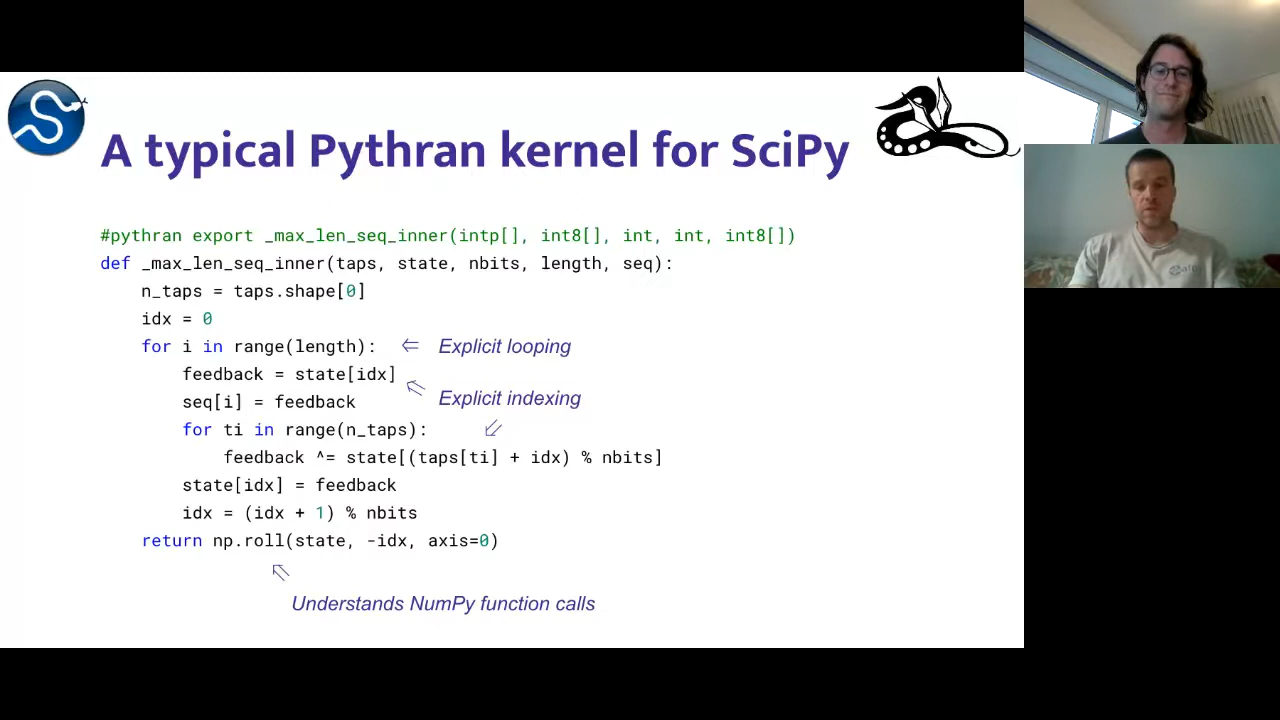 A typical Pythran kernel for SciPy
#pythran export _max_len_seq_inner(intp[], int8[], int, int, int8[])
def _max_len_seq_inner(taps, state, nbits, length, seq):
n_taps = taps.shape[0]
idx = 0
for i in range(length): ⇐ Explicit looping
feedback = state[idx]
seq[i] = feedback ⇖ Explicit indexing
for ti in range(n_taps): ⇙
feedback ^= state[(taps[ti] + idx) % nbits]
state[idx] = feedback
idx = (idx + 1) % nbits
return np.roll(state, -idx, axis=0)
⇖
Understands NumPy function calls